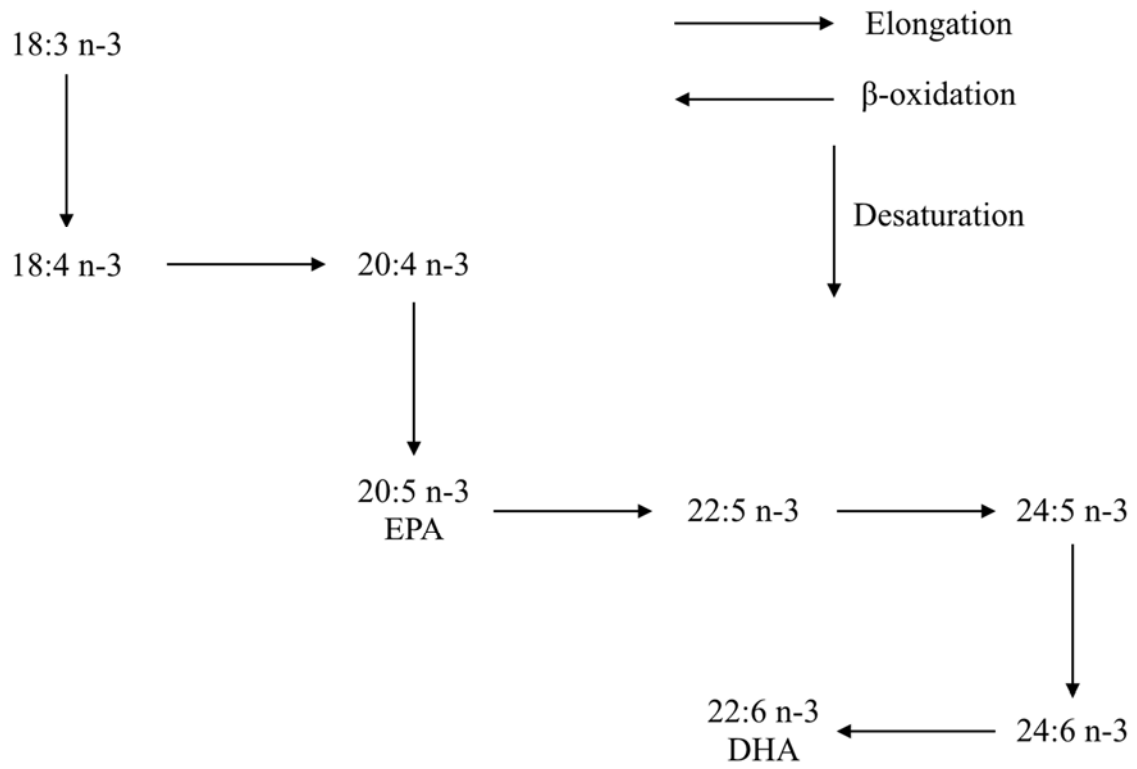 18:3 n-3
Elongation
β-oxidation
Desaturation
18:4 n-3
20:4 n-3
20:5 n-3
EPA
22:5 n-3
24:5 n-3
22:6 n-3
DHA
24:6 n-3